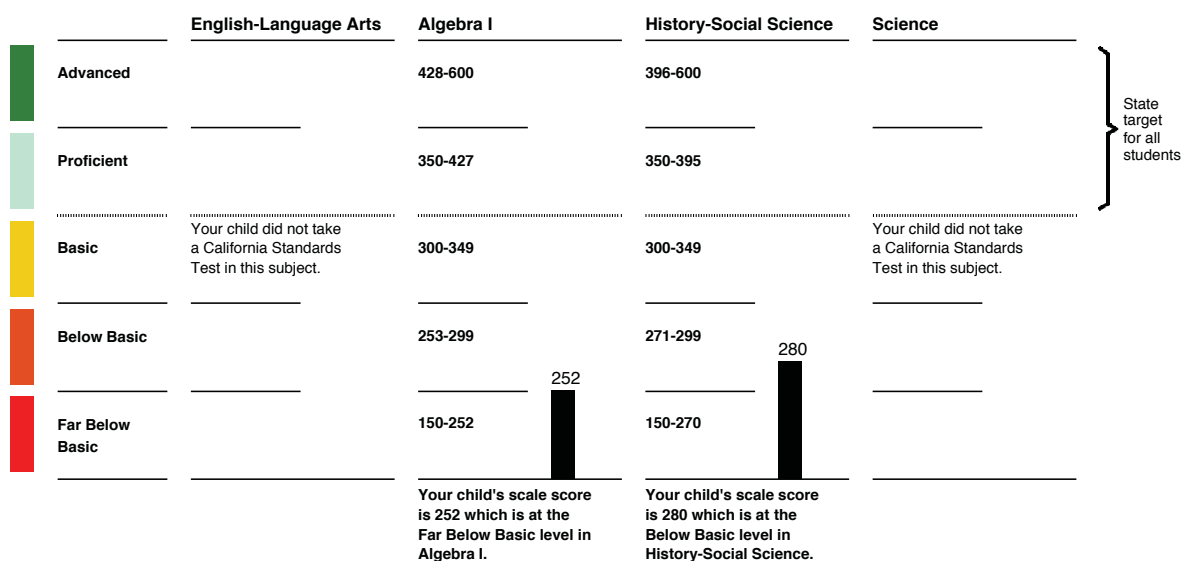 English-Language Arts Algebra I History-Social Science Science
Advanced 428-600 396-600
State
target
for all
students
Proficient 350-427 350-395
Your child did not take
a California Standards
Test in this subject.
Basic 300-349 300-349
Your child did not take
a California Standards
Test in this subject.
Below Basic 253-299 271-299
280
252
Far Below
Basic
150-252 150-270
Your child's scale score
is 252 which is at the
Far Below Basic level in
Algebra I.
Your child's scale score
is 280 which is at the
Below Basic level in
History-Social Science.